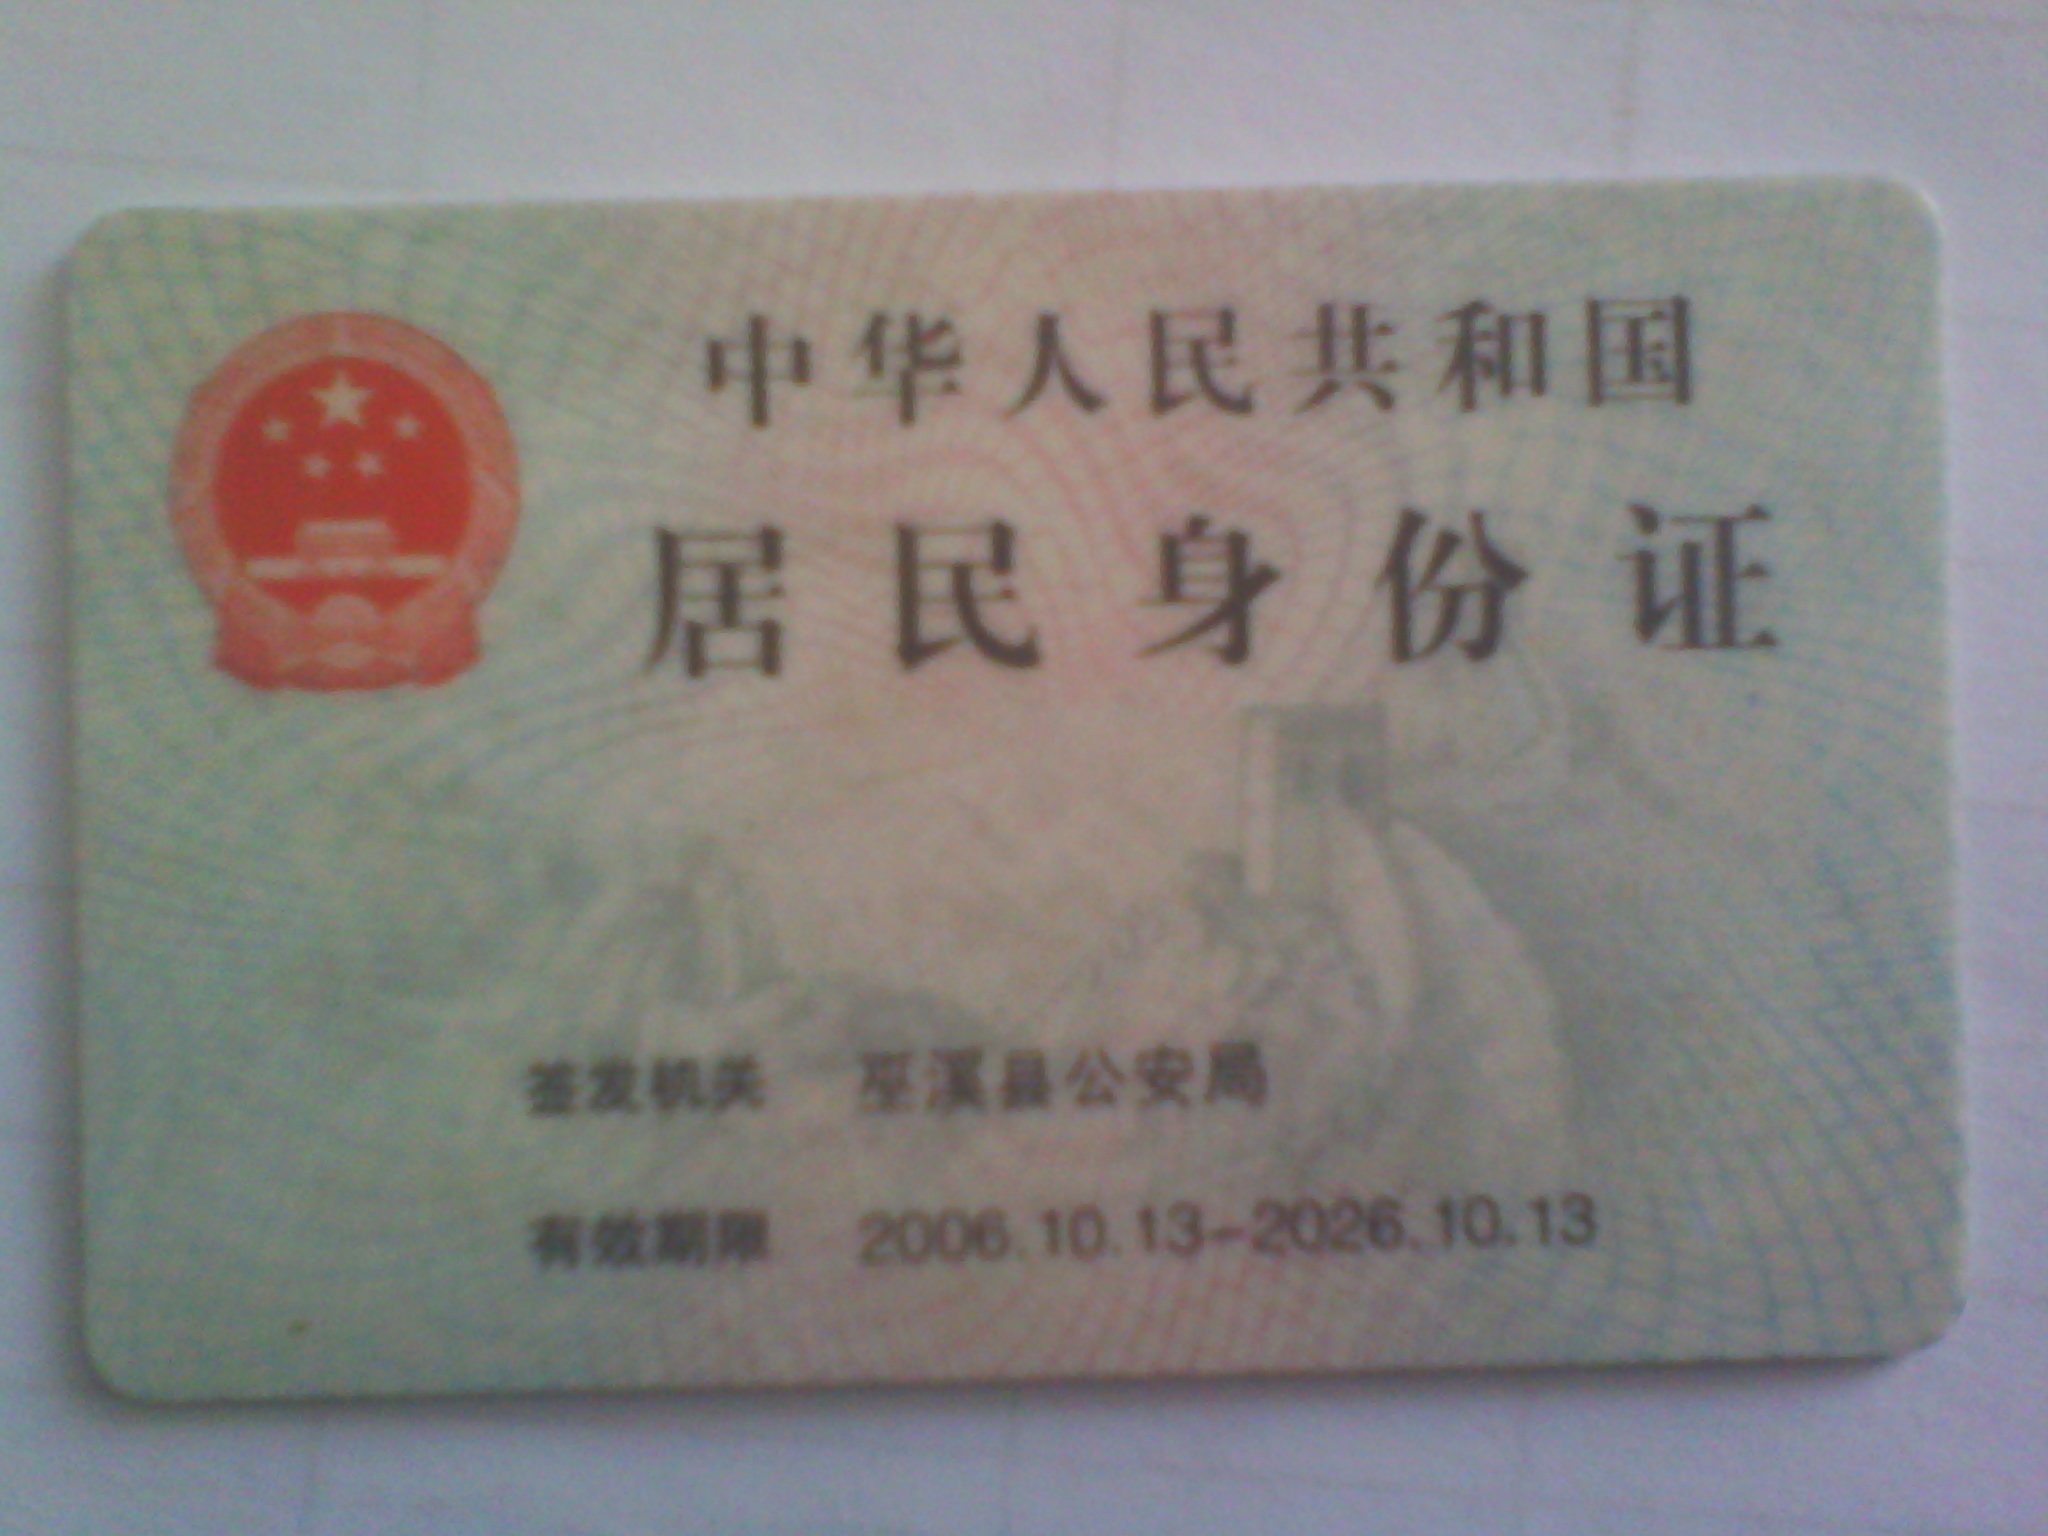 中华人民共和国
居民身份证
签发机关 巫溪县公安局
有效期限 2006.10.13-2026.10.13